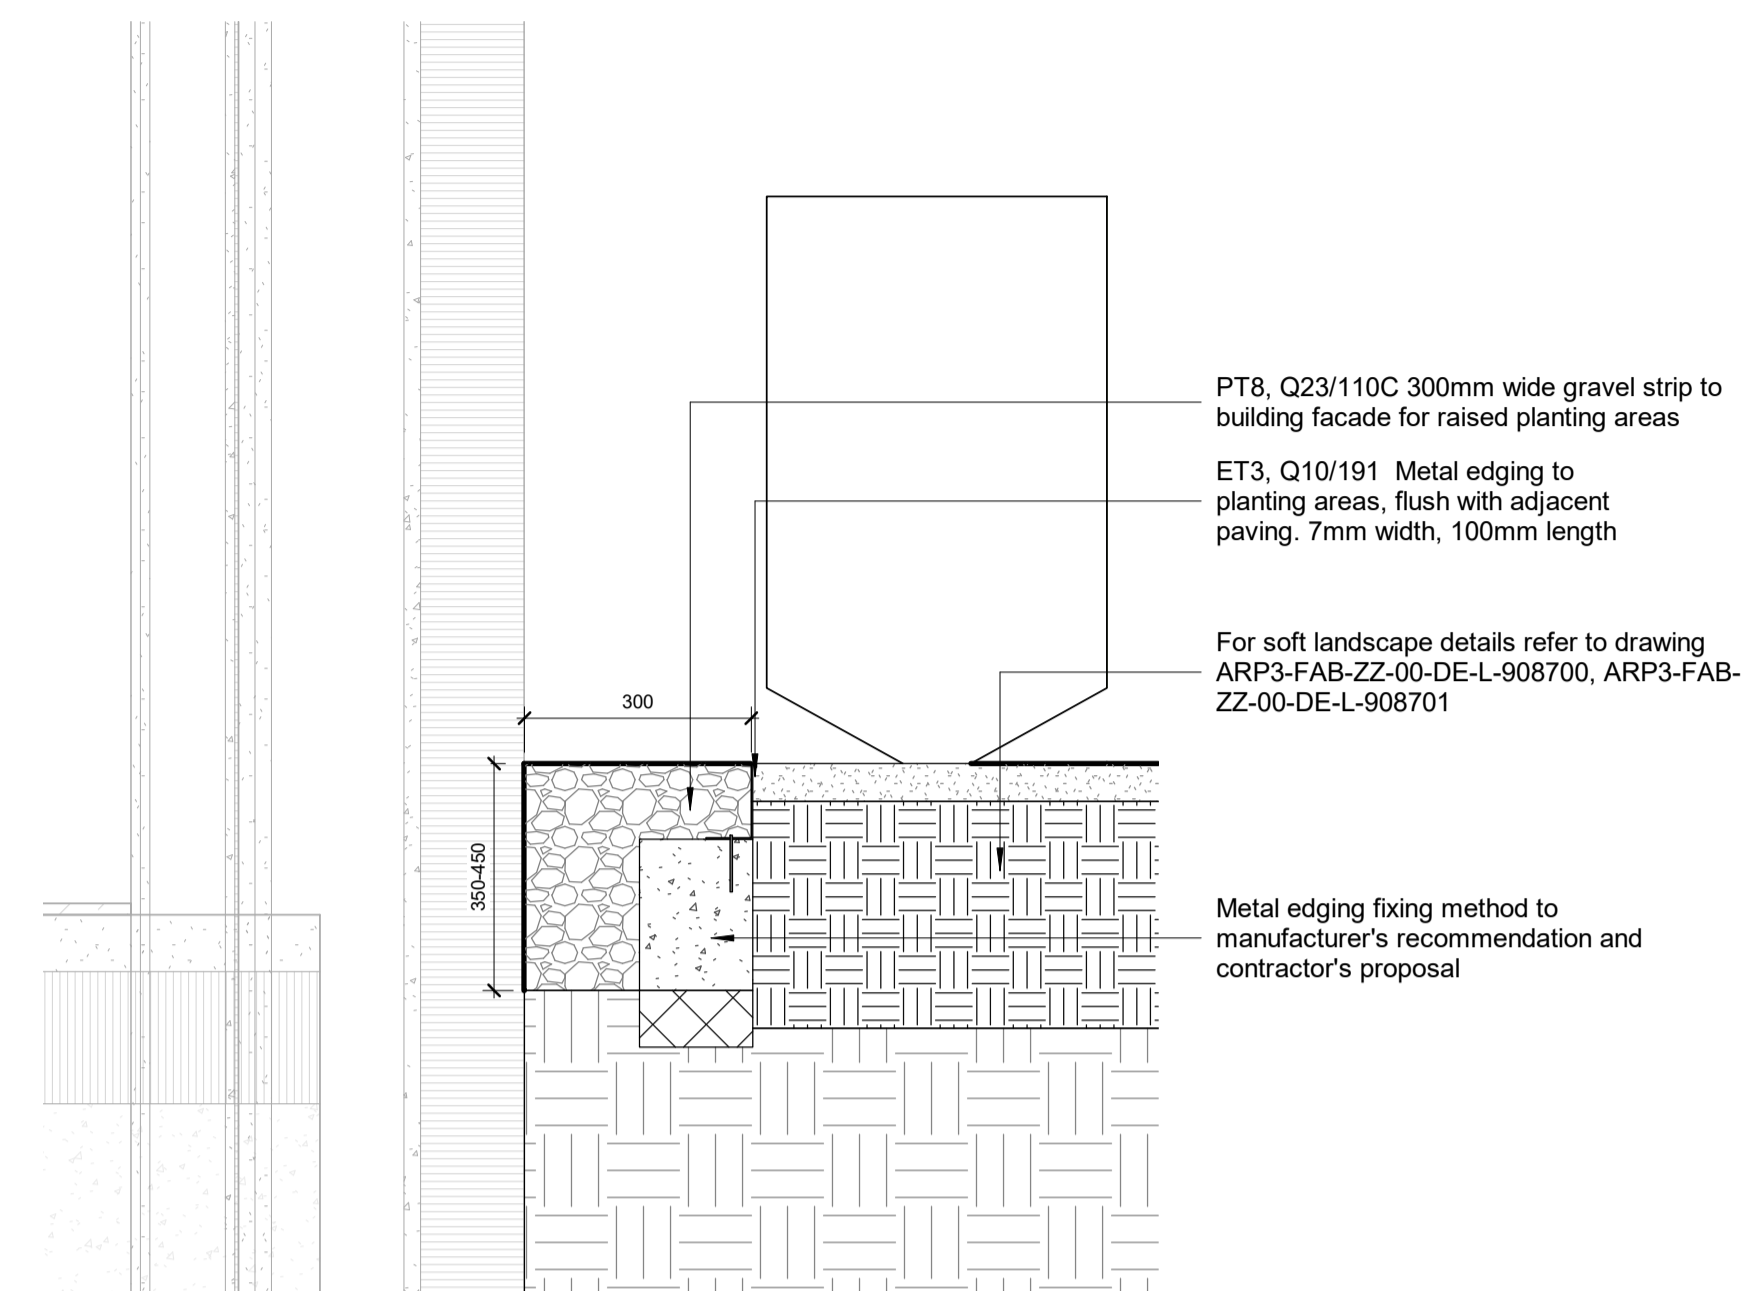 PT8, Q23/110C 300mm wide gravel strip to
building facade for raised planting areas
ET3, Q10/191  Metal edging to
planting areas, flush with adjacent
paving. 7mm width, 100mm length
For soft landscape details refer to drawing
ARP3-FAB-ZZ-00-DE-L-908700, ARP3-FAB-
ZZ-00-DE-L-908701
300
350-450
Metal edging fixing method to
manufacturer's recommendation and
contractor's proposal